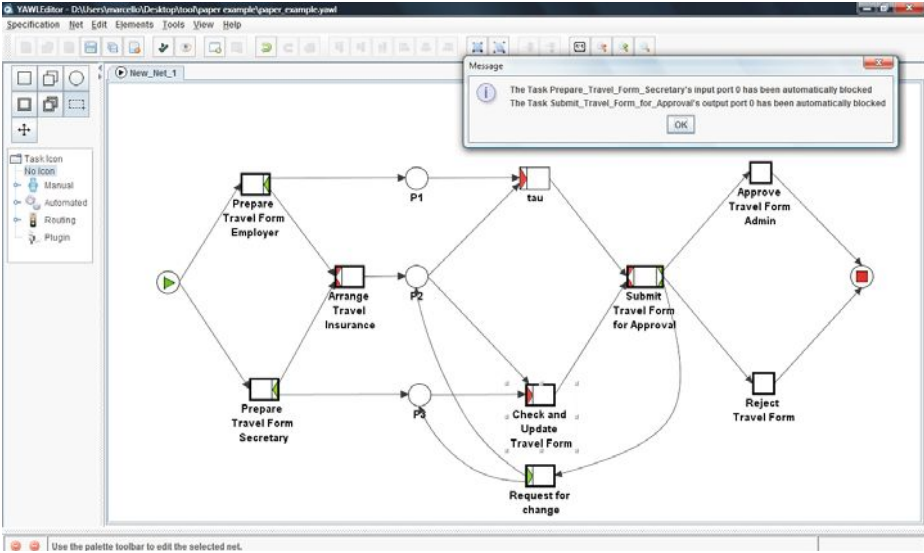 YAWLEditor - D:\Users\marcello\Desktop\tool\paper example\paper_example.yawl
Specification Net Edit Elements Tools View Help
New_Net_1
Message
The Task Prepare_Travel_Form_Secretary's input port 0 has been automatically blocked
The Task Submit_Travel_Form_for_Approval's output port 0 has been automatically blocked
OK
Task Icon
No Icon
Manual
Automated
Routing
Plugin
Prepare
Travel Form
Employer
P1
tau
Approve
Travel Form
Admin
Arrange
Travel
Insurance
P2
Submit
Travel Form
for Approval
Prepare
Travel Form
Secretary
P3
Check and
Update
Travel Form
Reject
Travel Form
Request for
change
Use the palette toolbar to edit the selected net.